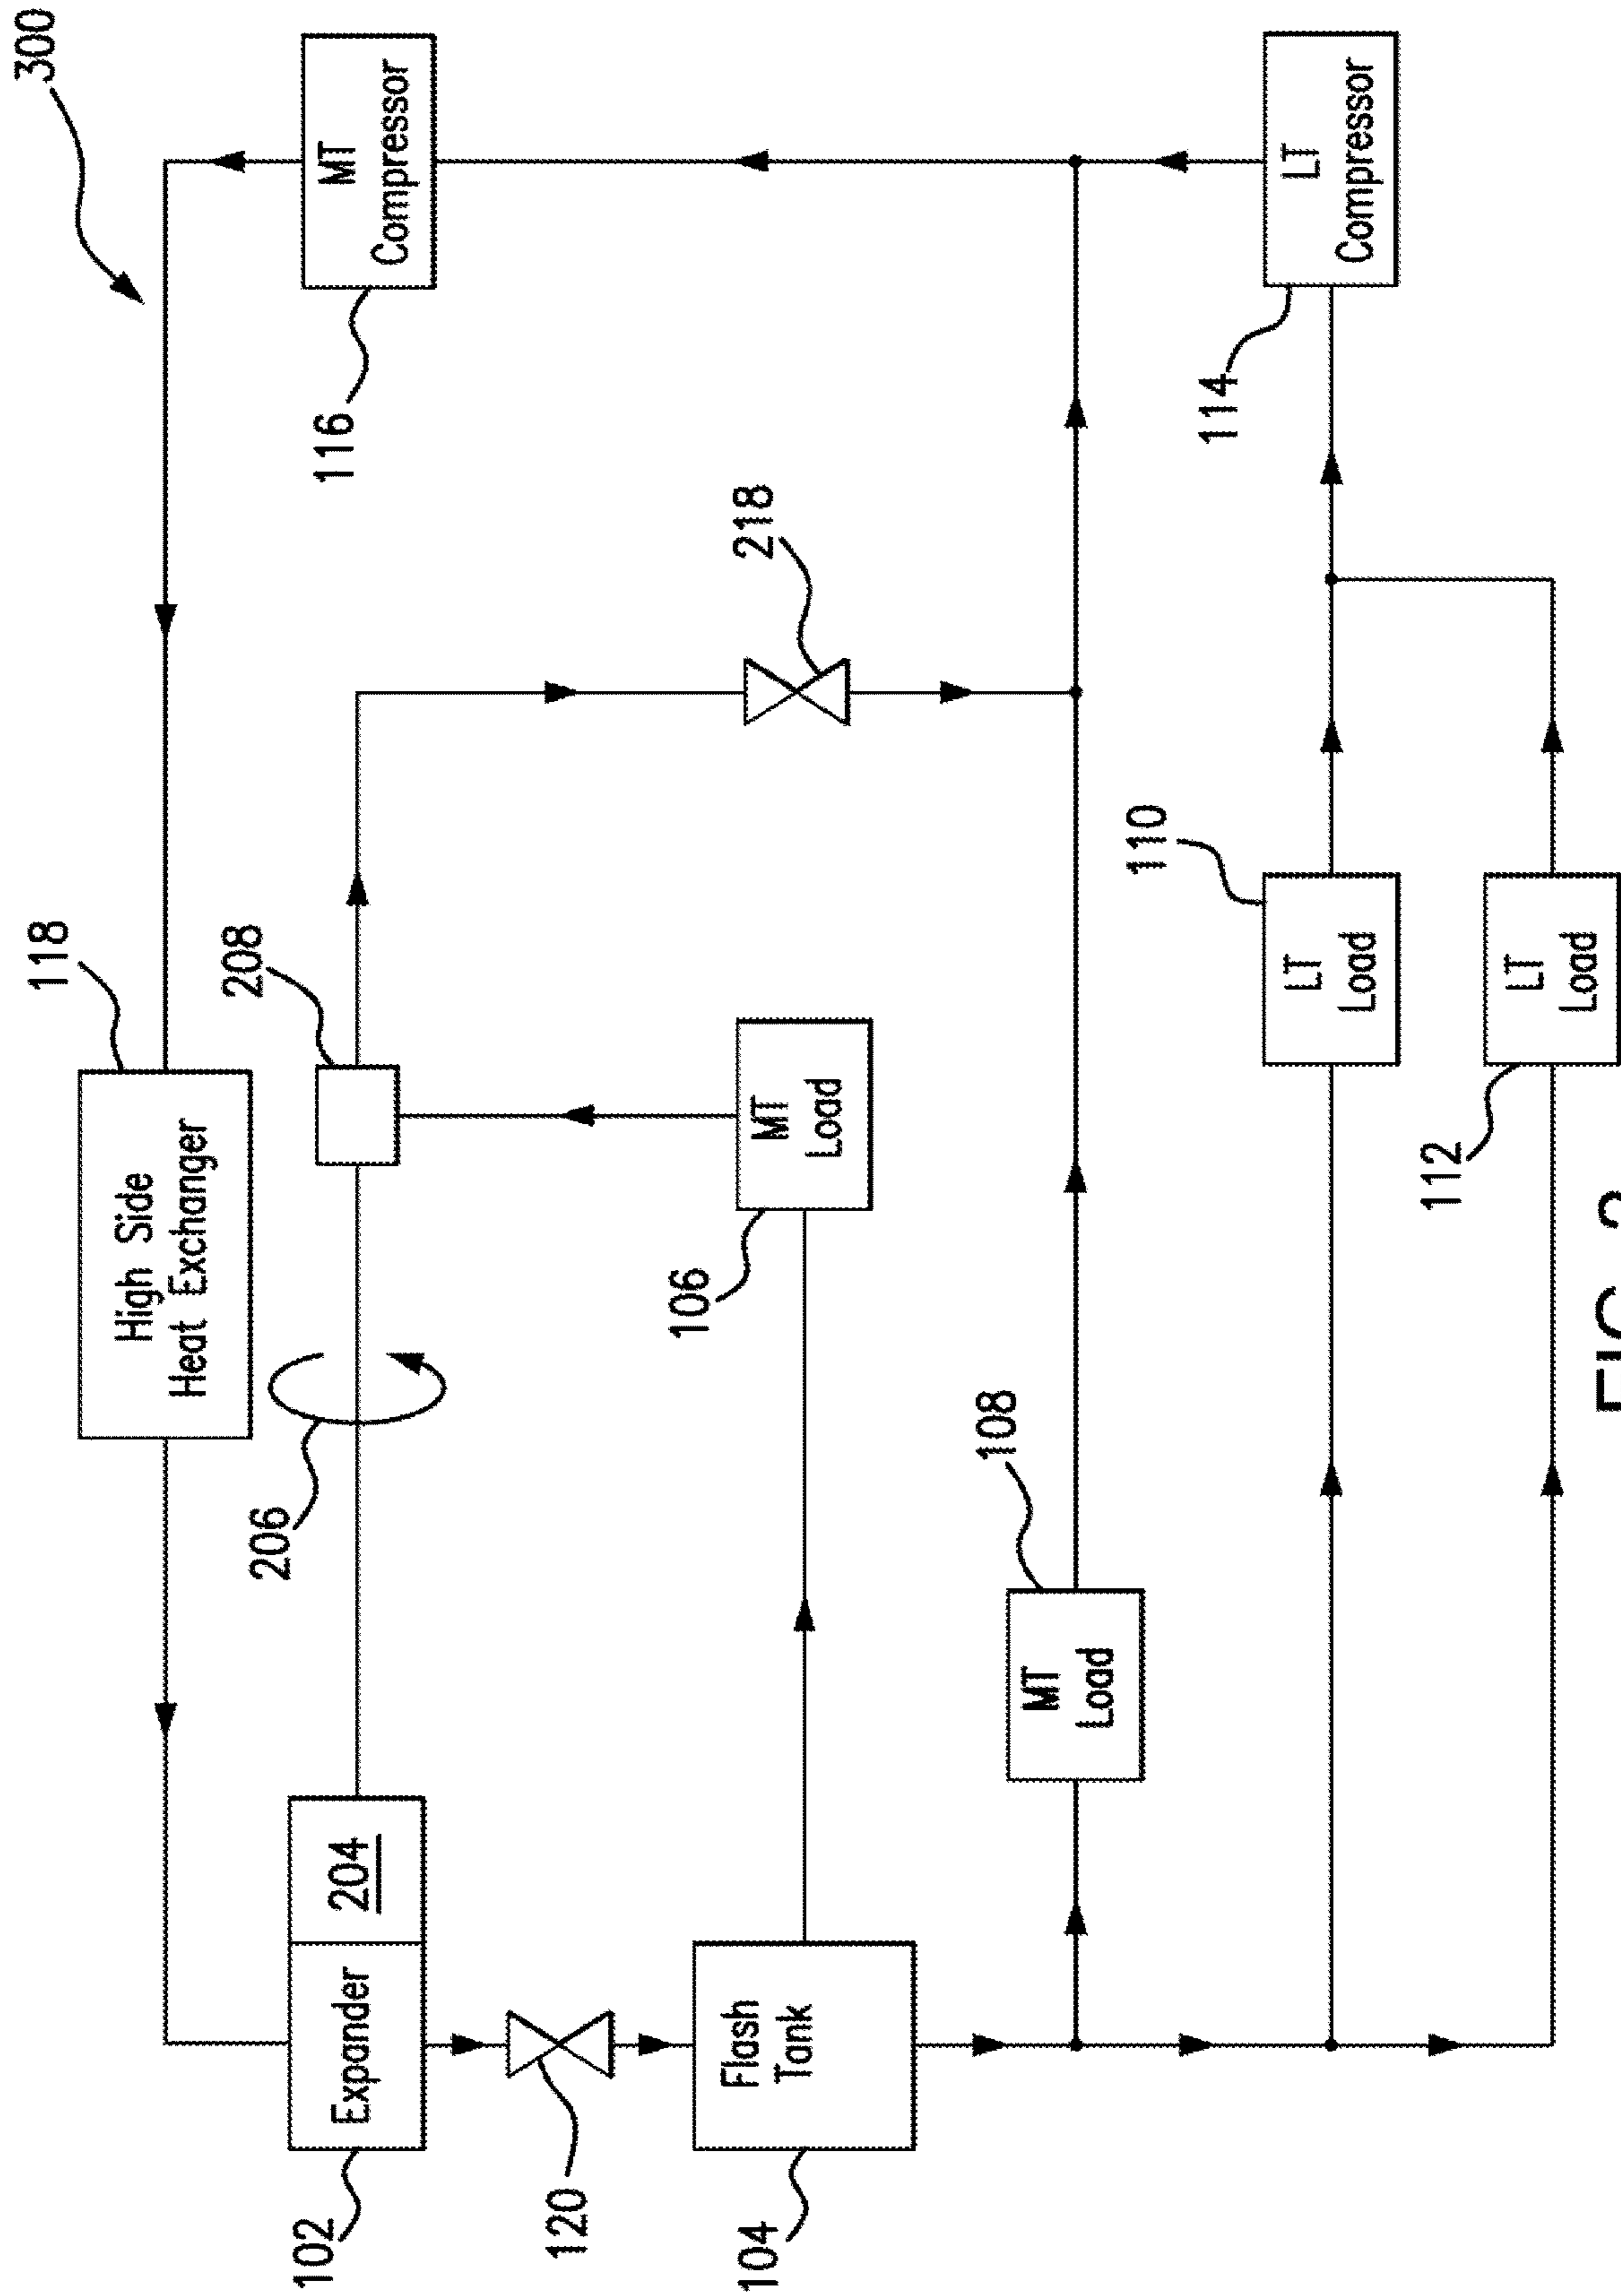 300
118
High Side
Heat Exchanger
208
206
102
Expander
204
116
MT
Compressor
120
106
104
Flash
Tank
MT
Load
218
108
MT
Load
110
114
LT
Load
LT
Compressor
112
LT
Load
FIG.